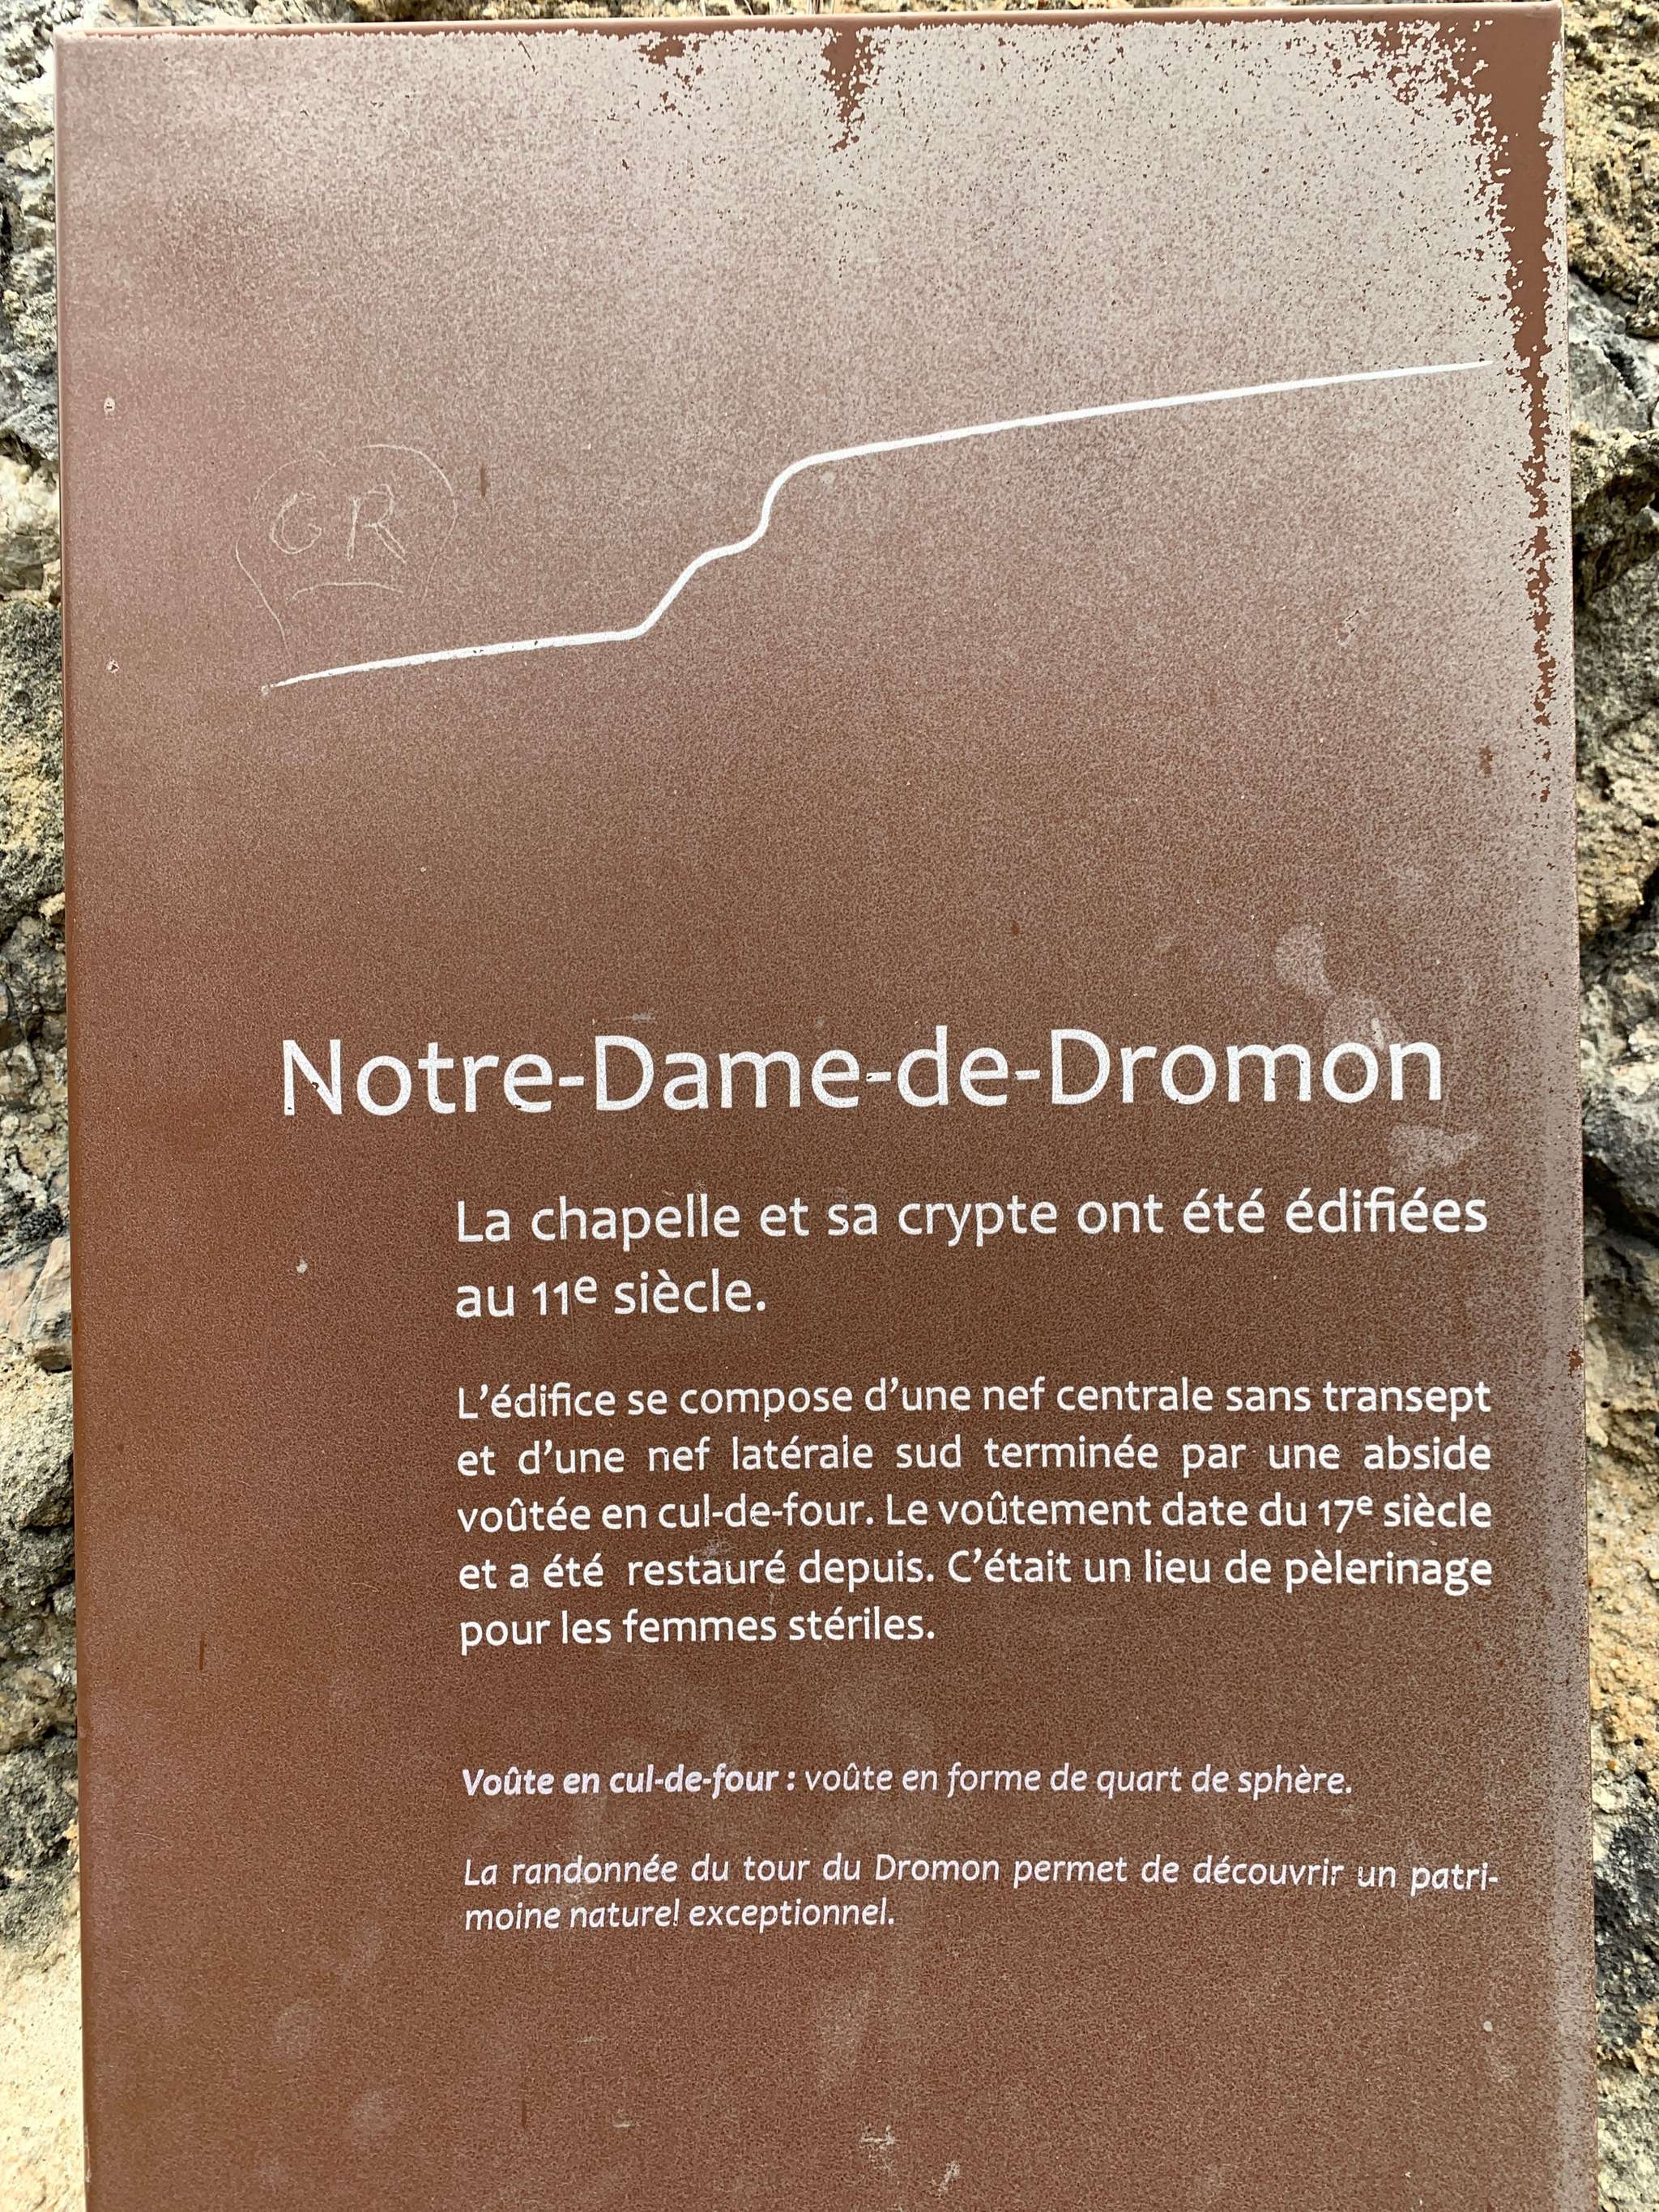 GR
Notre-Dame-de-Dromon
La chapelle et sa crypte ont été édifiées
au 11e siècle.
L'édifice se compose d'une nef centrale sans transept
et d'une nef latérale sud terminée par une abside
voûtée en cul-de-four. Le voûtement date du 17e siècle
et a été restauré depuis. C'était un lieu de pèlerinage
pour les femmes stériles.
Voûte en cul-de-four : voûte en forme de quart de sphère.
La randonnée du tour du Dromon permet de découvrir un patri-
moine naturel exceptionnel.